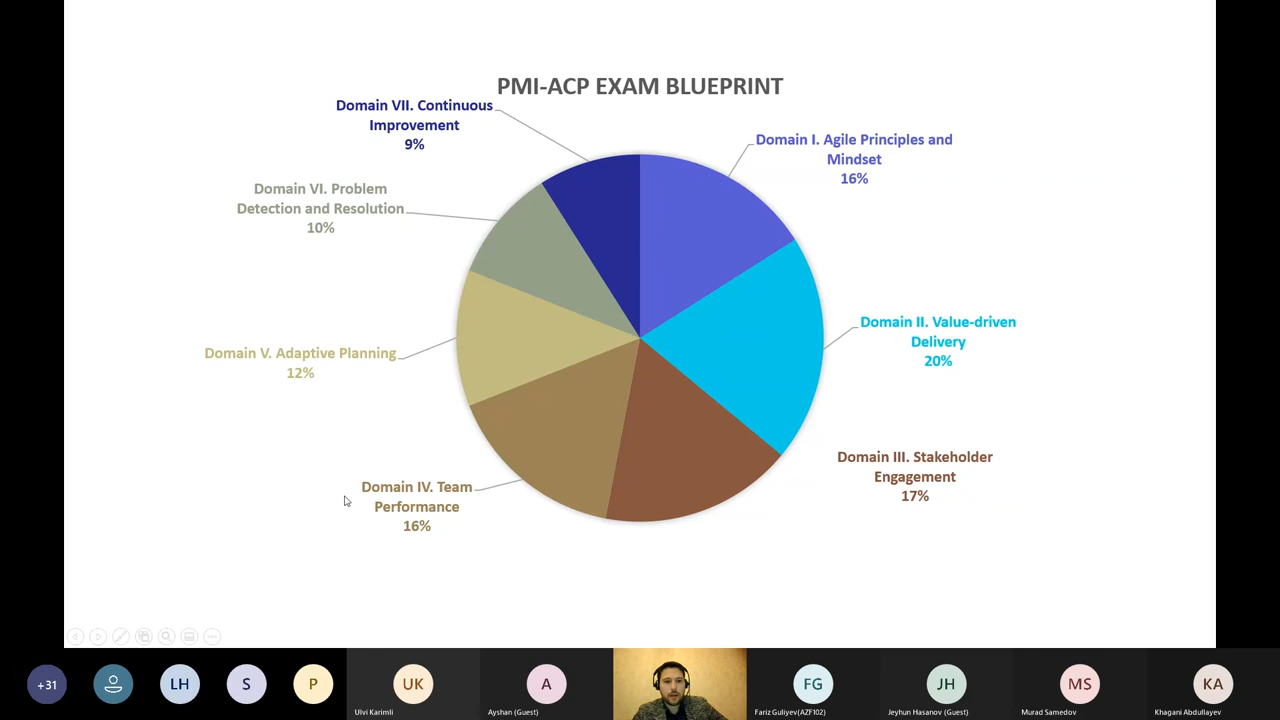 PMI-ACP EXAM BLUEPRINT
Domain VII. Continuous
Improvement
9%
Domain I. Agile Principles and
Mindset
16%
Domain VI. Problem
Detection and Resolution
10%
Domain II. Value-driven
Delivery
20%
Domain V. Adaptive Planning
12%
Domain III. Stakeholder
Engagement
17%
Domain IV. Team
Performance
16%
+31
LH
S
P
UK
A
FG
JH
MS
KA
Ulvi Karimli
Ayshan (Guest)
Fariz Guliyev(AZF102)
Jeyhun Hasanov (Guest)
Murad Samedov
Khagani Abdullayev